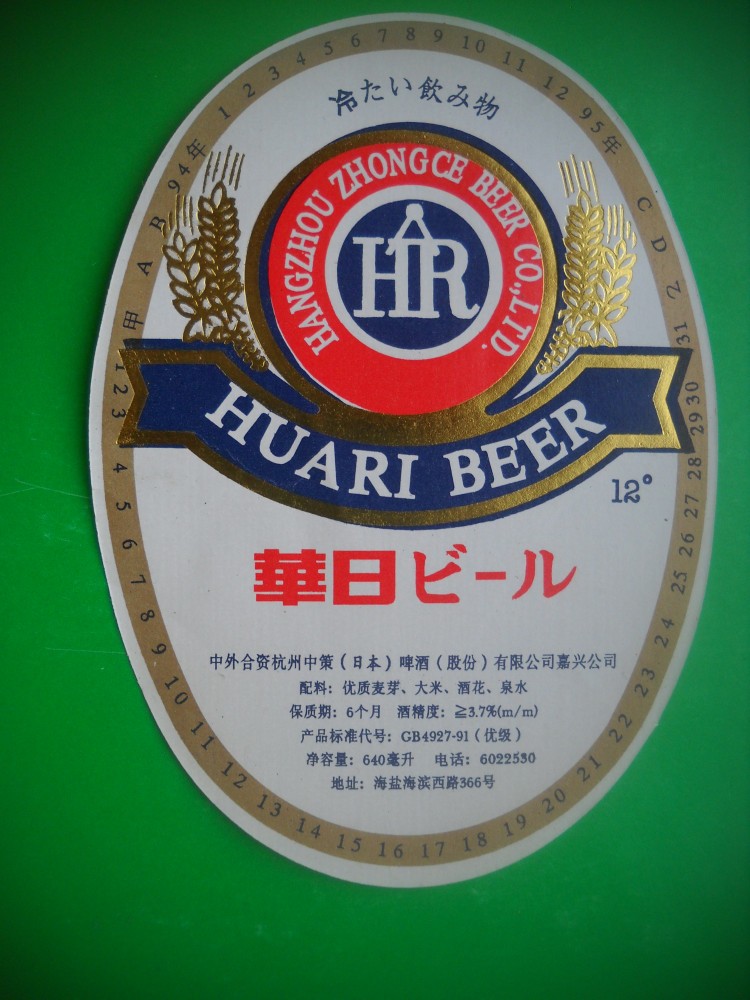 94年 1 2 3 4 5 6 7 8 9 10 11 12 95年
冷たい飲み物
HANGZHOU ZHONGCE BEER CO.,LTD.
HR
甲 A B
C D Z
HUARI BEER
12°
華日ビール
中外合资杭州中策(日本)啤酒(股份)有限公司嘉兴公司
配料:优质麦芽、大米、酒花、泉水
保质期:6个月 酒精度:≧3.7%(m/m)
产品标准代号:GB4927-91(优级)
净容量:640毫升 电话:6022530
地址:海盐海滨西路366号
1 2 3 4 5 6 7 8 9 10 11 12 13 14 15 16 17 18 19 20 21 22 23 24 25 26 27 28 29 30 31